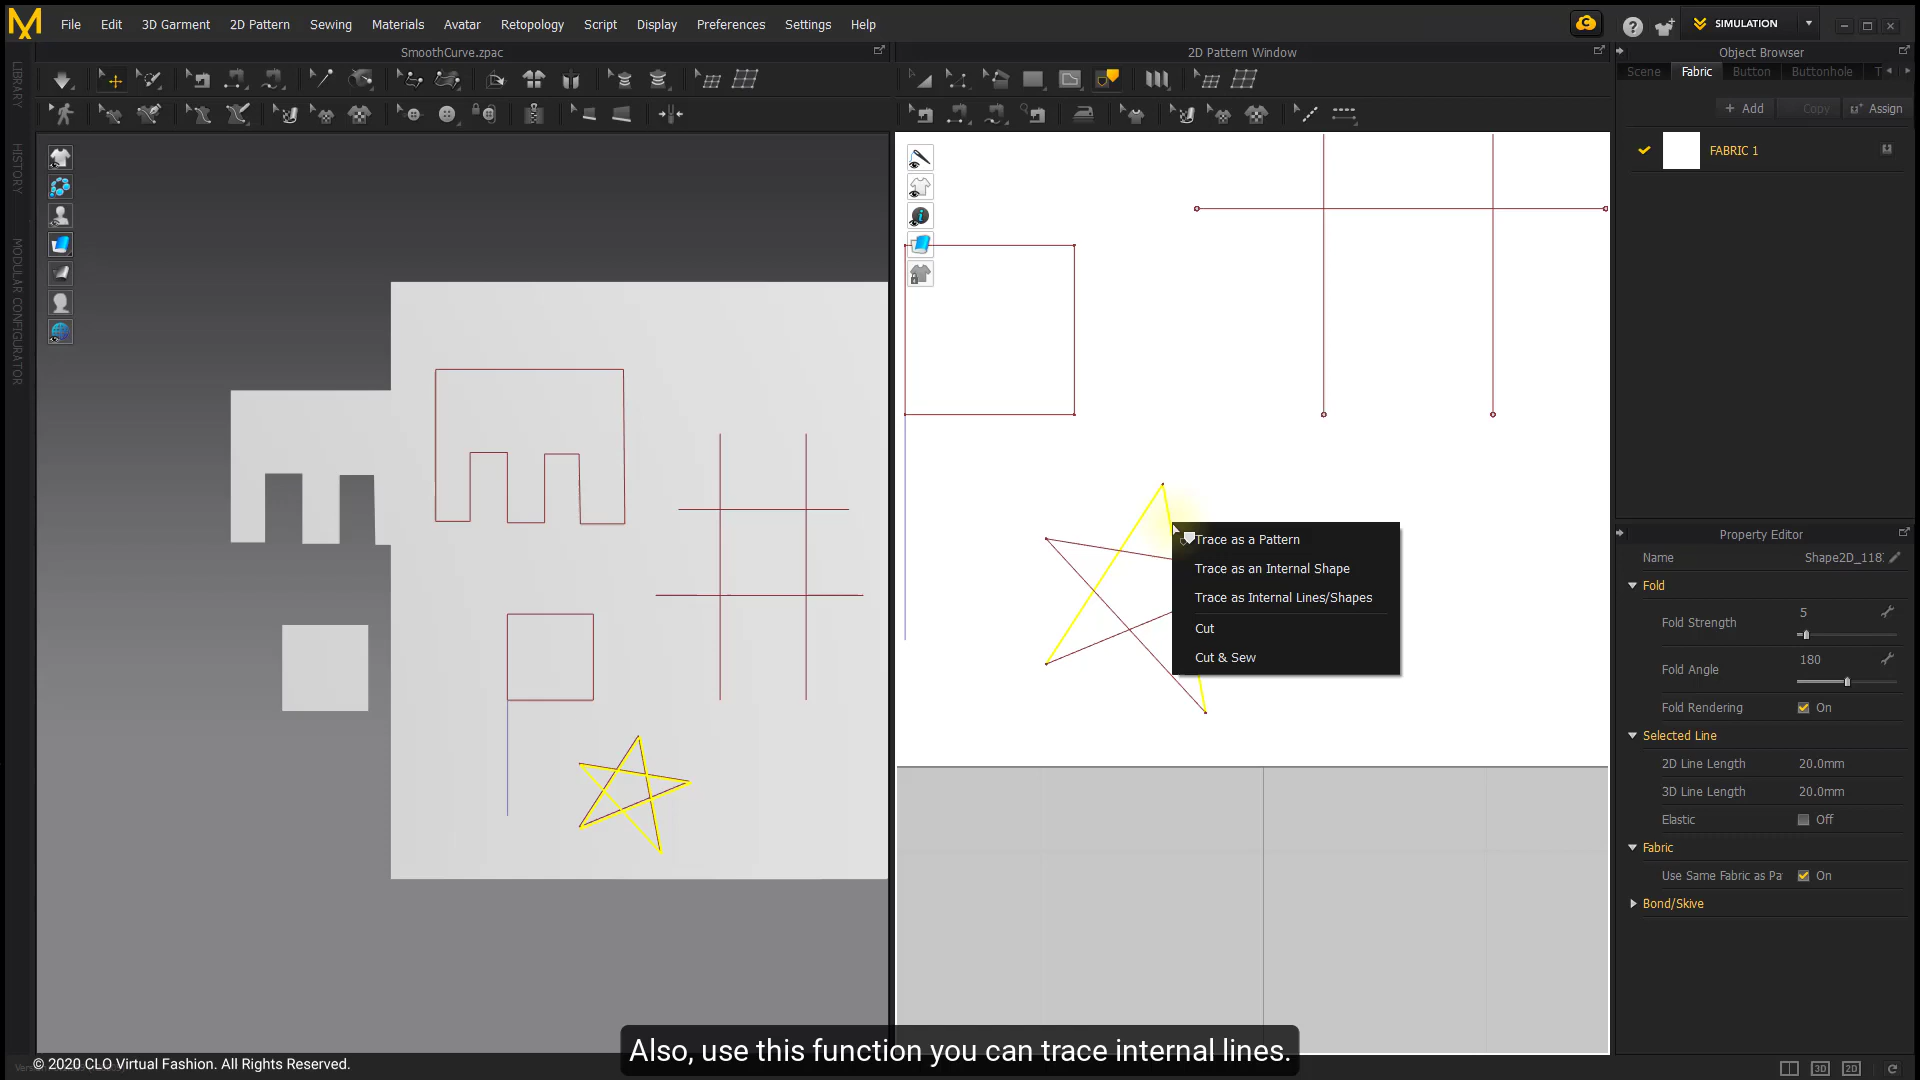 File Edit 3D Garment 2D Pattern Sewing Materials Avatar Retopology Script Display Preferences Settings Help
SIMULATION
SmoothCurve.zpac
2D Pattern Window
Object Browser
Scene Fabric Button Buttonhole T
Add Copy Assign
FABRIC 1
LIBRARY
HISTORY
MODULAR CONFIGURATOR
Trace as a Pattern
Trace as an Internal Shape
Trace as Internal Lines/Shapes
Cut
Cut & Sew
Property Editor
Name Shape2D_118
Fold
Fold Strength 5
Fold Angle 180
Fold Rendering On
Selected Line
2D Line Length 20.0mm
3D Line Length 20.0mm
Elastic Off
Fabric
Use Same Fabric as Pa On
Bond/Skive
Also, use this function you can trace internal lines.
© 2020 CLO Virtual Fashion. All Rights Reserved.
3D 2D